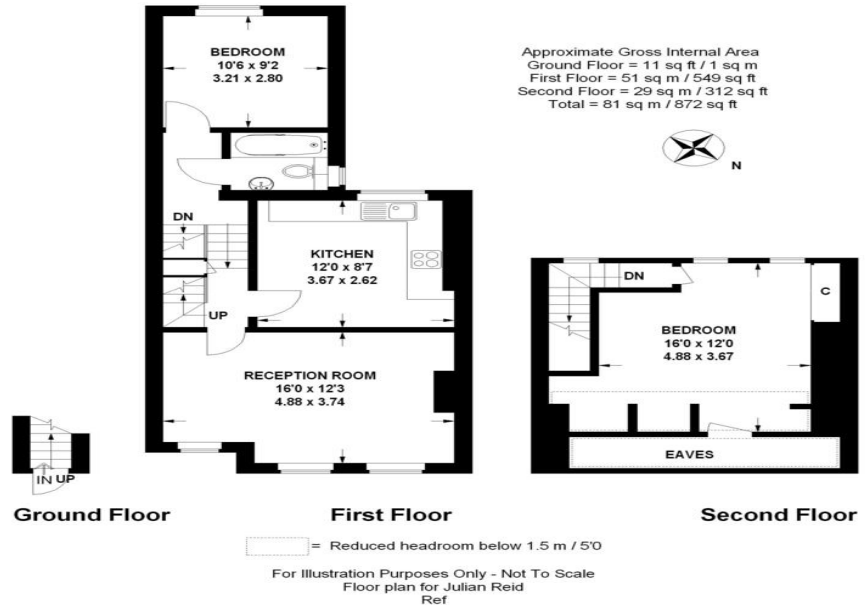 BEDROOM
10'6 x 9'2
3.21 x 2.80
Approximate Gross Internal Area
Ground Floor = 11 sq ft / 1 sq m
First Floor = 51 sq m / 549 sq ft
Second Floor = 29 sq m / 312 sq ft
Total = 81 sq m / 872 sq ft
N
DN
KITCHEN
12'0 x 8'7
3.67 x 2.62
UP
RECEPTION ROOM
16'0 x 12'3
4.88 x 3.74
DN
C
BEDROOM
16'0 x 12'0
4.88 x 3.67
EAVES
IN UP
Ground Floor
First Floor
Second Floor
= Reduced headroom below 1.5 m / 5'0
For Illustration Purposes Only - Not To Scale
Floor plan for Julian Reid
Ref